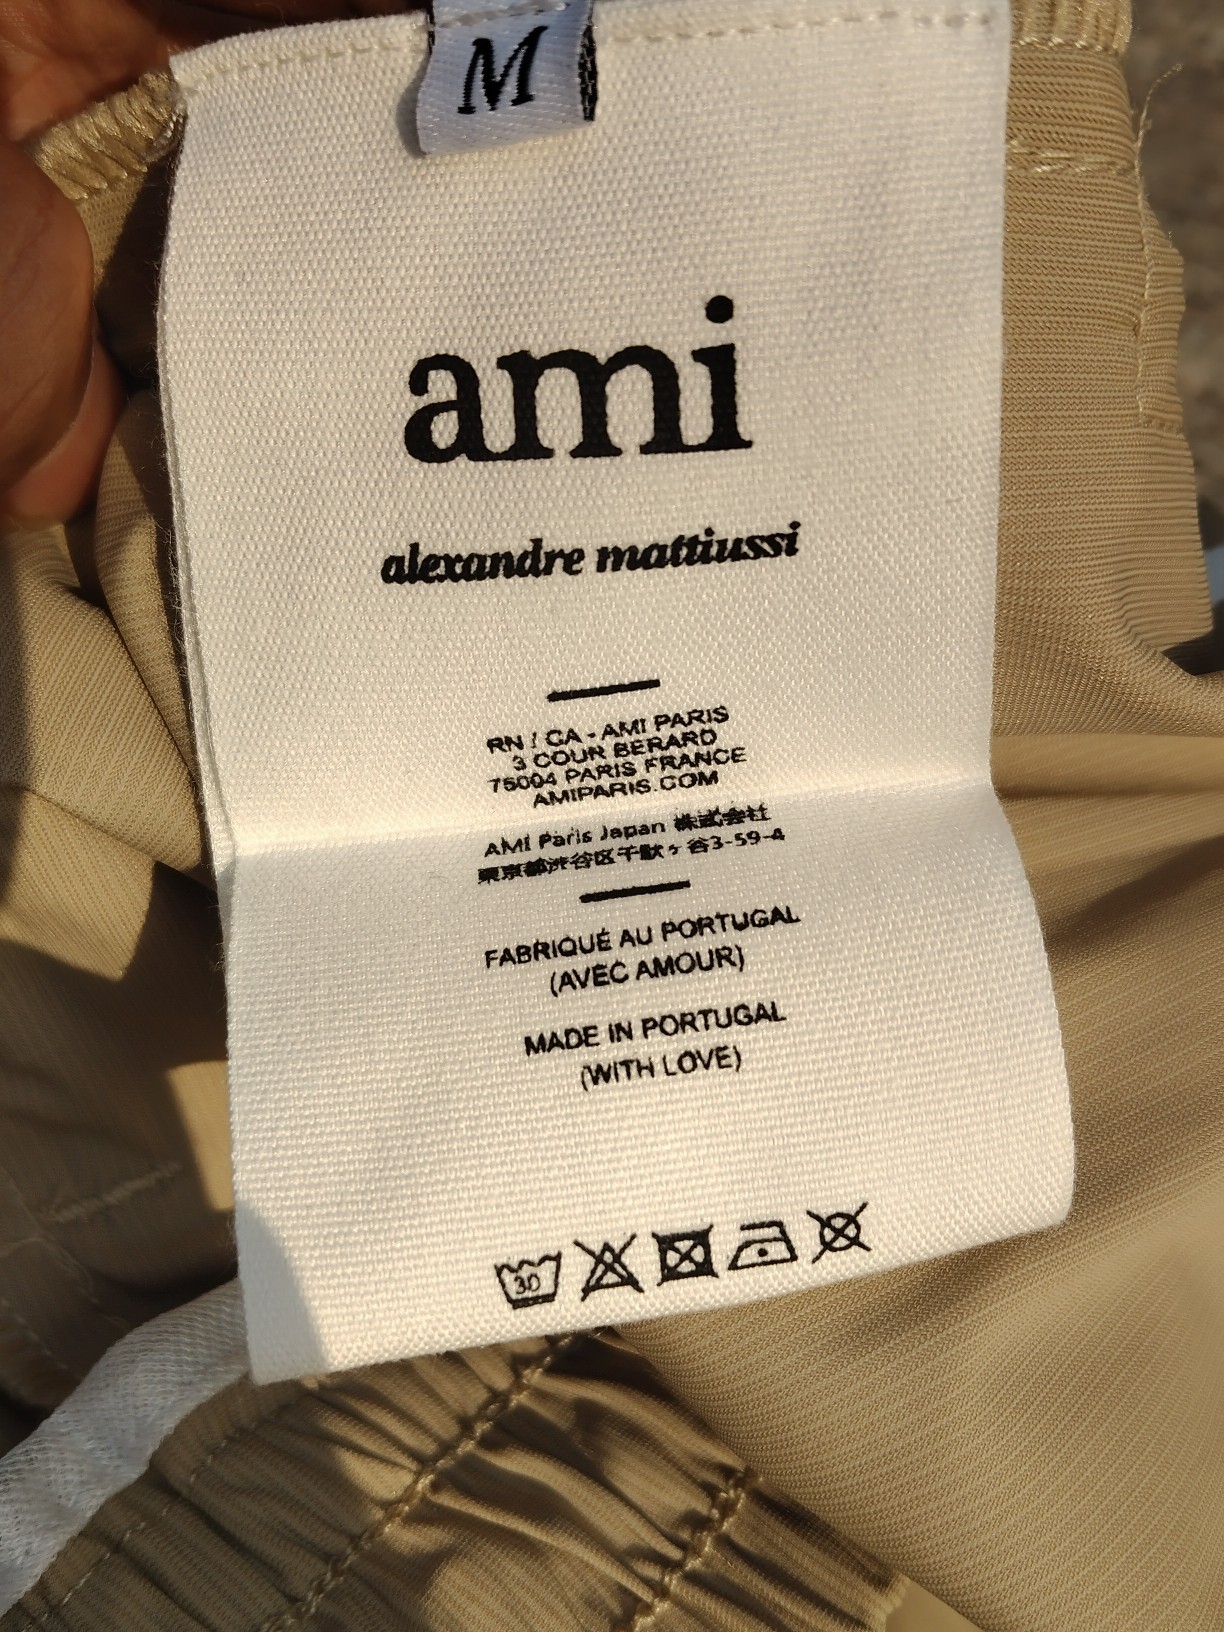 M
ami
alexandre mattiussi
RN / CA - AMI PARIS
3 COUR BERARD
75004 PARIS FRANCE
AMIPARIS.COM
AMI Paris Japan 株式会社
東京都渋谷区千駄ヶ谷3-59-4
FABRIQUÉ AU PORTUGAL
(AVEC AMOUR)
MADE IN PORTUGAL
(WITH LOVE)
30